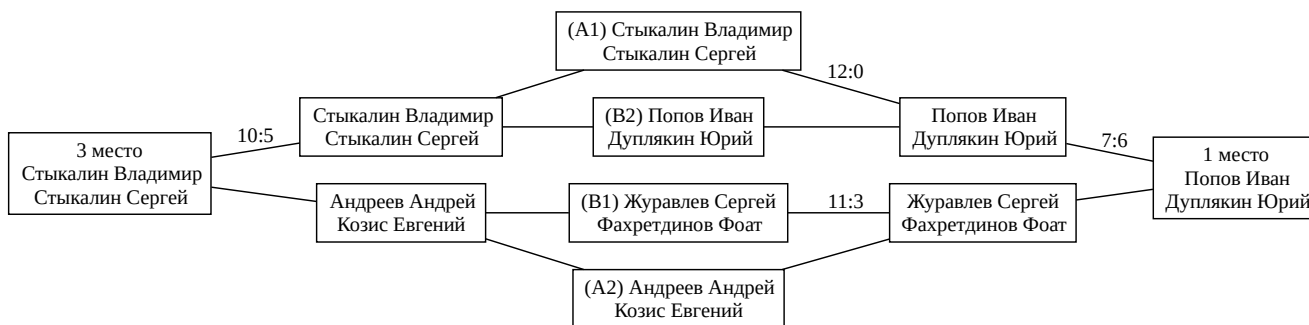 (A1) Стыкалин Владимир
Стыкалин Сергей
12:0
Стыкалин Владимир
Стыкалин Сергей
(B2) Попов Иван
Дуплякин Юрий
Попов Иван
Дуплякин Юрий
10:5
7:6
3 место
Стыкалин Владимир
Стыкалин Сергей
1 место
Попов Иван
Дуплякин Юрий
Андреев Андрей
Козис Евгений
(B1) Журавлев Сергей
Фахретдинов Фоат
11:3
Журавлев Сергей
Фахретдинов Фоат
(A2) Андреев Андрей
Козис Евгений